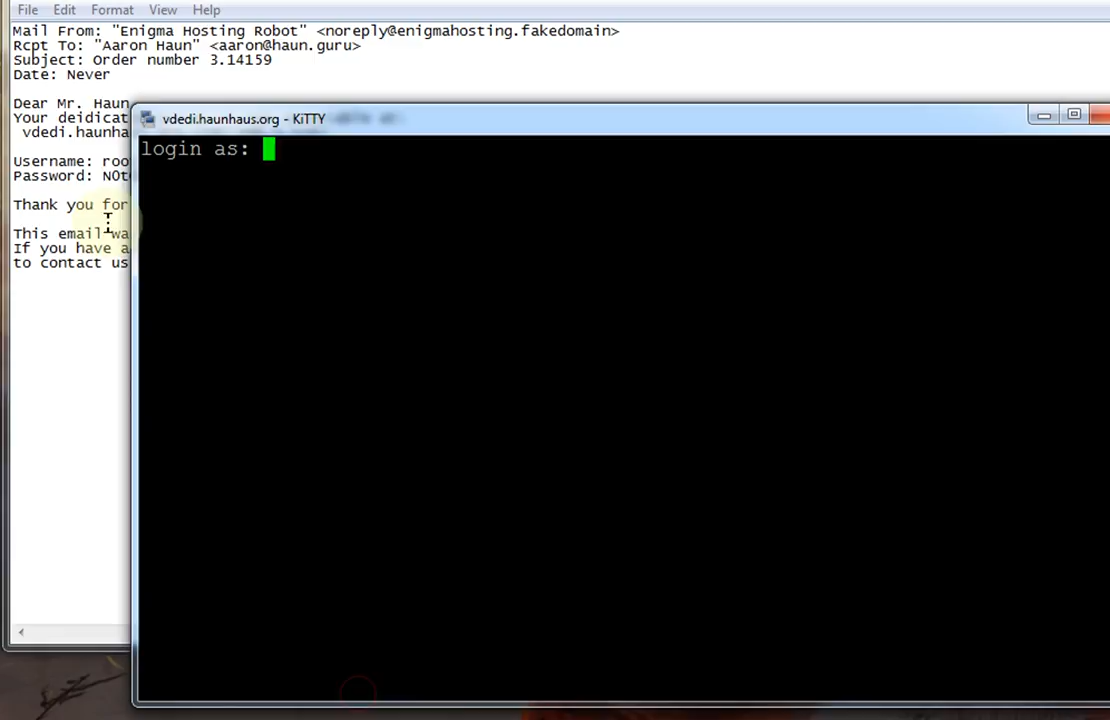 File Edit Format View Help
Mail From: "Enigma Hosting Robot" <noreply@enigmahosting.fakedomain>
Rcpt To: "Aaron Haun" <aaron@haun.guru>
Subject: Order number 3.14159
Date: Never
Dear Mr. Haun
Your deidicat
vdedi.haunha
Username: roo
Password: N0t
Thank you for
This email wa
If you have a
to contact us
vdedi.haunhaus.org - KiTTY
login as: